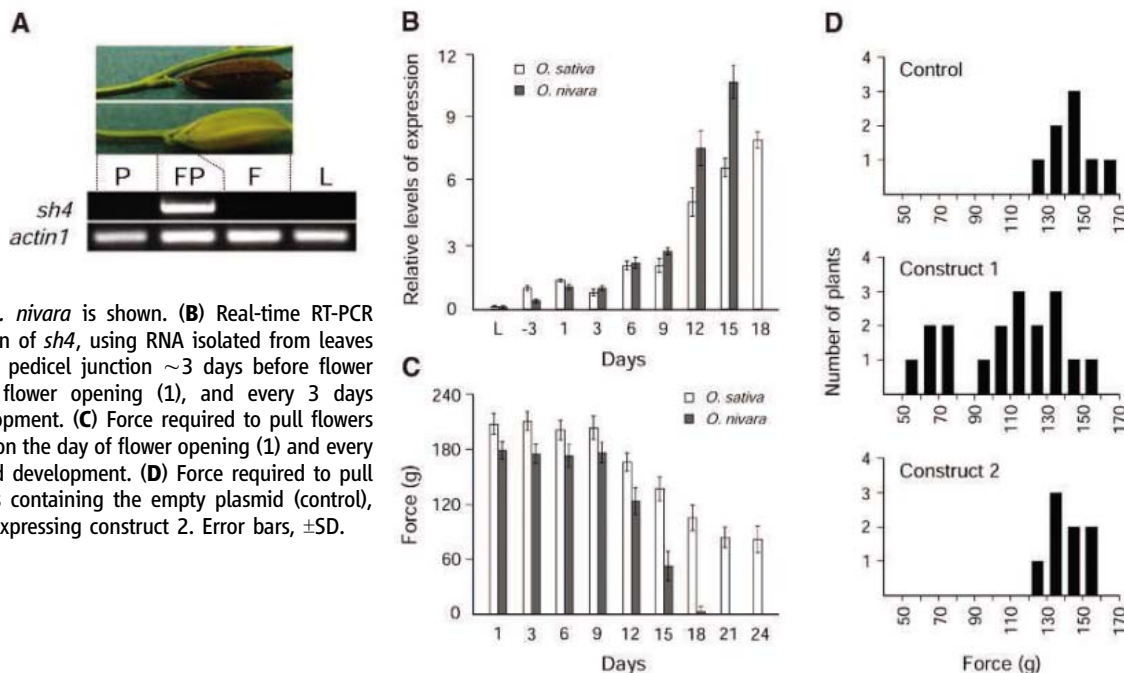 A
P FP F L
sh4
actin1
. nivara is shown. (B) Real-time RT-PCR
n of sh4, using RNA isolated from leaves
pedicel junction ~3 days before flower
flower opening (1), and every 3 days
opment. (C) Force required to pull flowers
on the day of flower opening (1) and every
d development. (D) Force required to pull
s containing the empty plasmid (control),
expressing construct 2. Error bars, ±SD.
B
Relative levels of expression
12
9
6
3
0
O. sativa
O. nivara
L -3 1 3 6 9 12 15 18
Days
C
Force (g)
240
180
120
60
0
O. sativa
O. nivara
1 3 6 9 12 15 18 21 24
Days
D
Number of plants
Control
4
3
2
1
50 70 90 110 130 150 170
Construct 1
4
3
2
1
50 70 90 110 130 150 170
Construct 2
4
3
2
1
50 70 90 110 130 150 170
Force (g)